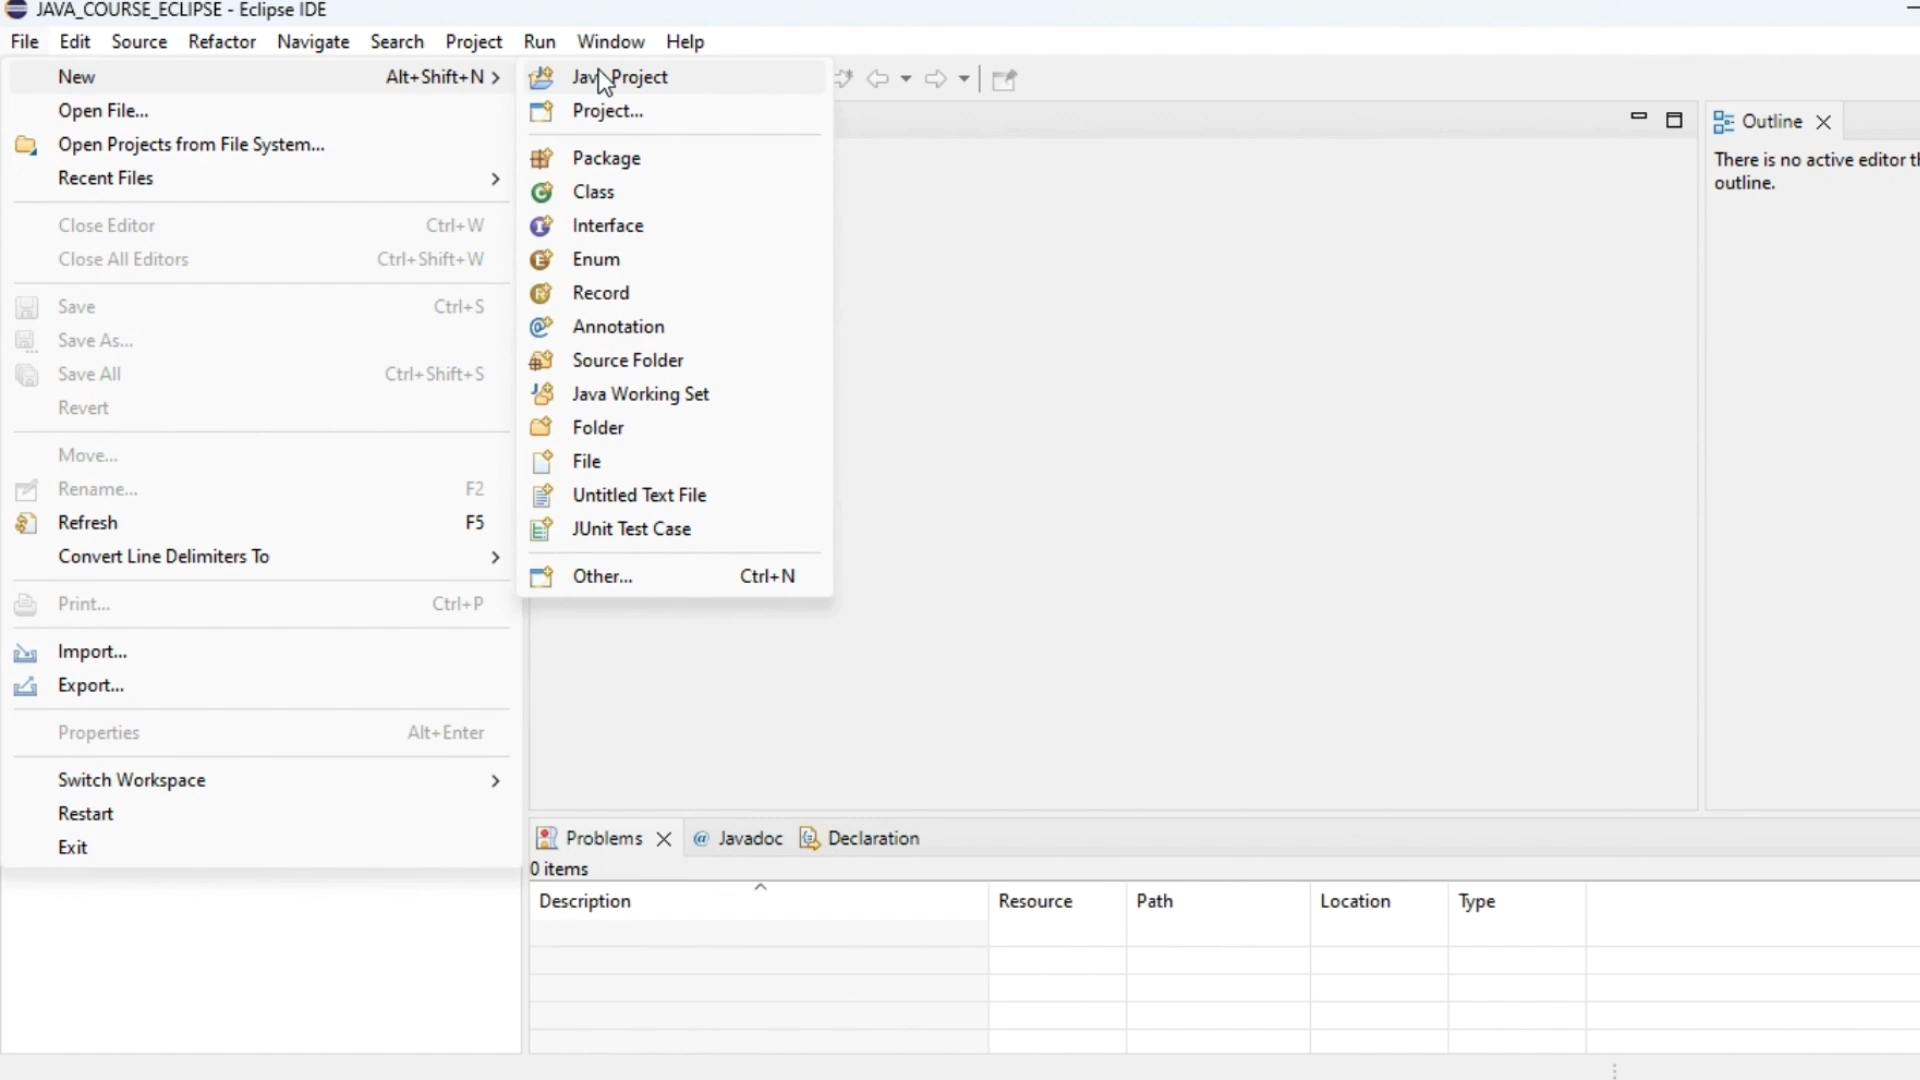 JAVA_COURSE_ECLIPSE - Eclipse IDE
File Edit Source Refactor Navigate Search Project Run Window Help
New Alt+Shift+N
Open File...
Open Projects from File System...
Recent Files
Close Editor Ctrl+W
Close All Editors Ctrl+Shift+W
Save Ctrl+S
Save As...
Save All Ctrl+Shift+S
Revert
Move...
Rename... F2
Refresh F5
Convert Line Delimiters To
Print... Ctrl+P
Import...
Export...
Properties Alt+Enter
Switch Workspace
Restart
Exit
Java Project
Project...
Package
Class
Interface
Enum
Record
Annotation
Source Folder
Java Working Set
Folder
File
Untitled Text File
JUnit Test Case
Other... Ctrl+N
Outline
There is no active editor
outline.
Problems Javadoc Declaration
0 items
Description Resource Path Location Type